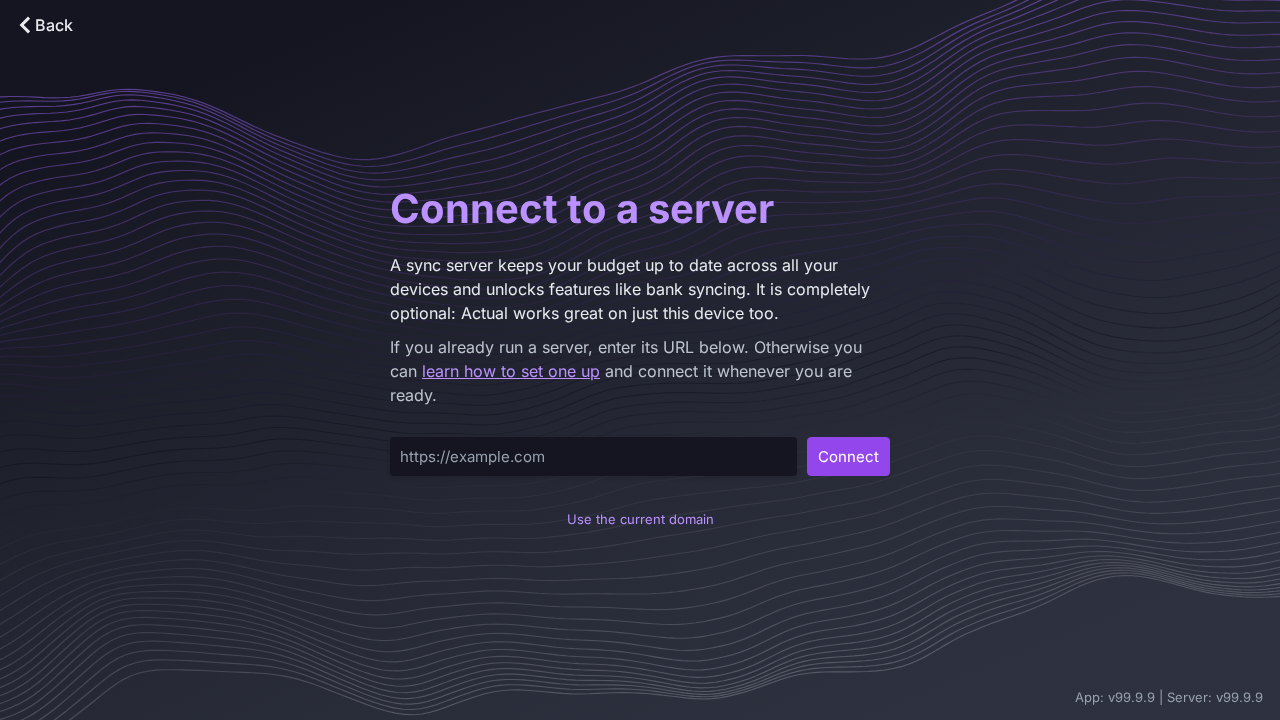 Back
Connect to a server
A sync server keeps your budget up to date across all your
devices and unlocks features like bank syncing. It is completely
optional: Actual works great on just this device too.
If you already run a server, enter its URL below. Otherwise you
can learn how to set one up and connect it whenever you are
ready.
https://example.com
Connect
Use the current domain
App: v99.9.9 | Server: v99.9.9